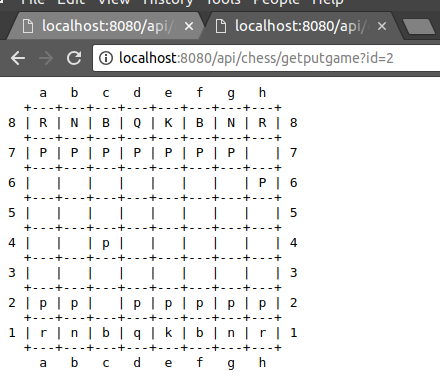 File Edit View History Tools People Help
localhost:8080/api/ × localhost:8080/api/
localhost:8080/api/chess/getputgame?id=2
    a   b   c   d   e   f   g   h
  +---+---+---+---+---+---+---+---+
8 | R | N | B | Q | K | B | N | R | 8
  +---+---+---+---+---+---+---+---+
7 | P | P | P | P | P | P | P |   | 7
  +---+---+---+---+---+---+---+---+
6 |   |   |   |   |   |   |   | P | 6
  +---+---+---+---+---+---+---+---+
5 |   |   |   |   |   |   |   |   | 5
  +---+---+---+---+---+---+---+---+
4 |   |   | p |   |   |   |   |   | 4
  +---+---+---+---+---+---+---+---+
3 |   |   |   |   |   |   |   |   | 3
  +---+---+---+---+---+---+---+---+
2 | p | p |   | p | p | p | p | p | 2
  +---+---+---+---+---+---+---+---+
1 | r | n | b | q | k | b | n | r | 1
  +---+---+---+---+---+---+---+---+
    a   b   c   d   e   f   g   h